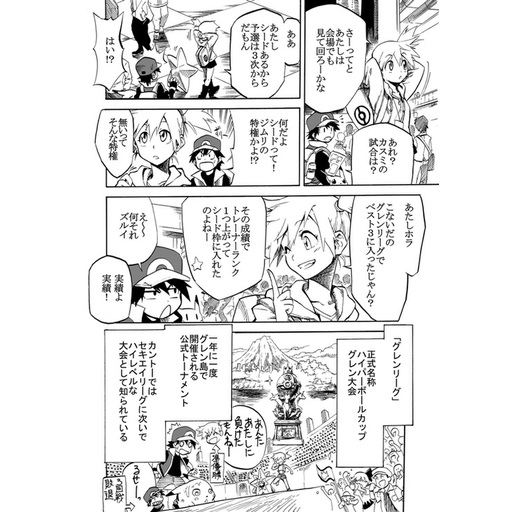 さーってと
あたしは
会場でも
見て回ろーかな
あれ？
カスミの
試合は？
ああ
あたし
シードあるから
予選は３次から
だもん
はい！？
何だよ
シードって！
ジムリの
特権かよ！？
無いって
そんな特権
あたしホラ
こないだの
グレンリーグで
ベスト３に入ったじゃん？
その成績で
トレーナーランク
１つ上がって
シード枠に入れた
のよねー
え〜
何それ
ズルイ
実績よ
実績！
「グレンリーグ」
正式名称
ハイパーボールカップ
グレン大会
一年に一度
グレン島で
開催される
公式トーナメント
カントーでは
セキエイリーグに次いで
ハイレベルな
大会として知られている
あんた
あたしに
負けた
もんね
準優勝
るせー！